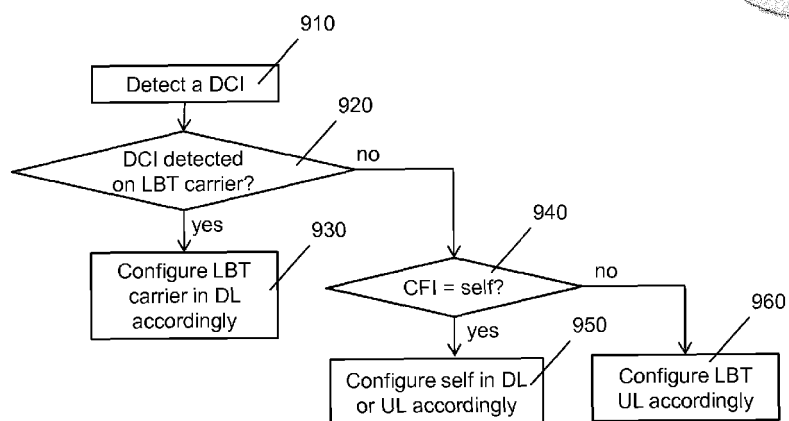 910
Detect a DCI
920
DCI detected
on LBT carrier?
no
yes
930
940
Configure LBT
carrier in DL
accordingly
CFI = self?
no
yes
950
960
Configure self in DL
or UL accordingly
Configure LBT
UL accordingly